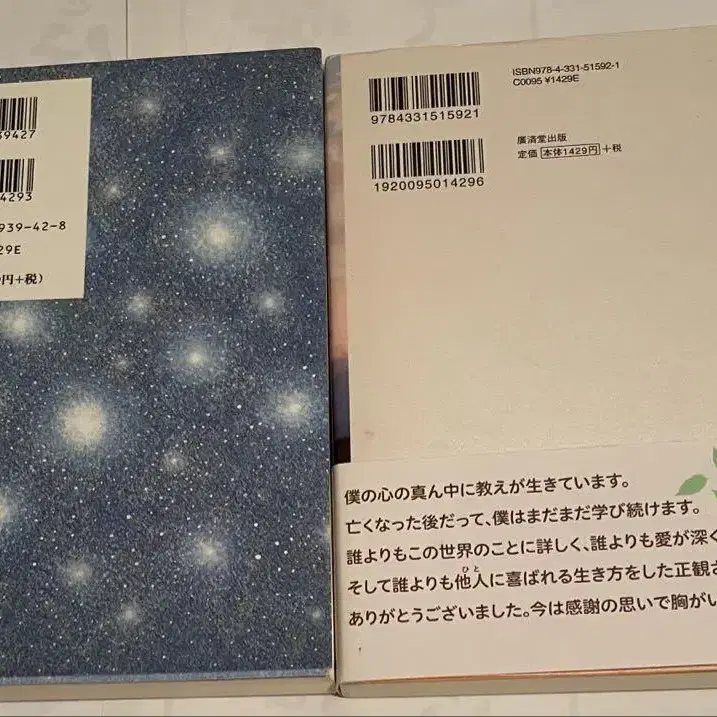 39427
4293
939-42-8
29E
円+税)
ISBN978-4-331-51592-1
C0095 ¥1429E
9784331515921
廣済堂出版
定価 本体1429円 +税
1920095014296
僕の心の真ん中に教えが生きています。
亡くなった後だって、僕はまだまだ学び続けます。
誰よりもこの世界のことに詳しく、誰よりも愛が深く
ひと
そして誰よりも他人に喜ばれる生き方をした正観さ
ありがとうございました。今は感謝の思いで胸がい